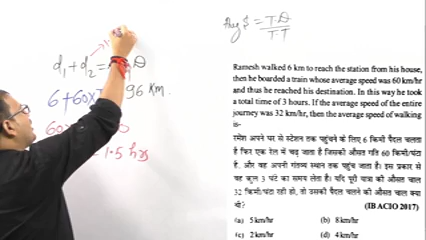 Avg S = T.D / T.T
d₁ + d₂ =
6 + 60×T 96 Km.
60
1.5 hrs
Ramesh walked 6 km to reach the station from his house,
then he boarded a train whose average speed was 60 km/hr
and thus he reached his destination. In this way he took
a total time of 3 hours. If the average speed of the entire
journey was 32 km/hr, then the average speed of walking
is-
रमेश अपने घर से स्टेशन तक पहुंचने के लिए 6 किमी पैदल चलता
है फिर एक रेल में चढ़ जाता है जिसकी औसत गति 60 किमी/घंटा
है. और वह अपनी गंतव्य स्थान तक पहुंच जाता है। इस प्रकार से
वह कुल 3 घंटे का समय लेता है। यदि पूरी यात्रा की औसत चाल
32 किमी/घंटा रही हो, तो उसकी पैदल चलने की औसत चाल क्या
थी?
(IB ACIO 2017)
(a) 5 km/hr (b) 8 km/hr
(c) 2 km/hr (d) 4 km/hr